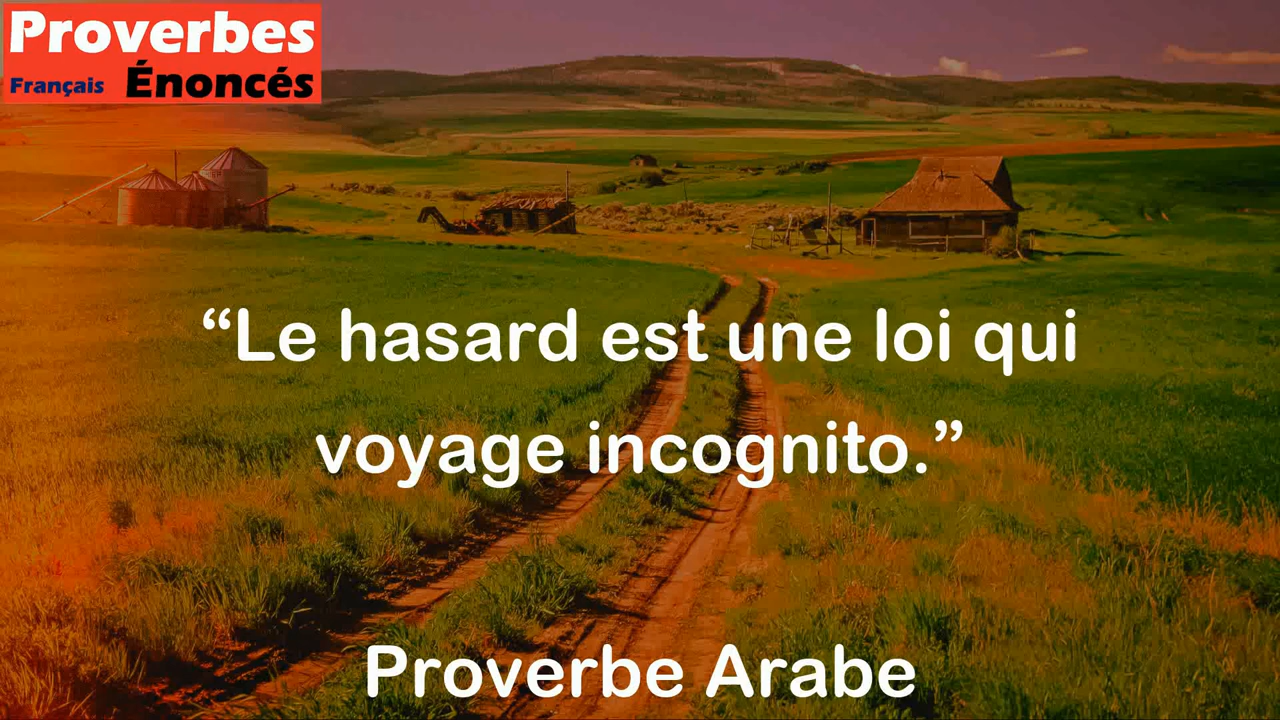 Proverbes
Français Énoncés
“Le hasard est une loi qui
voyage incognito.”
Proverbe Arabe